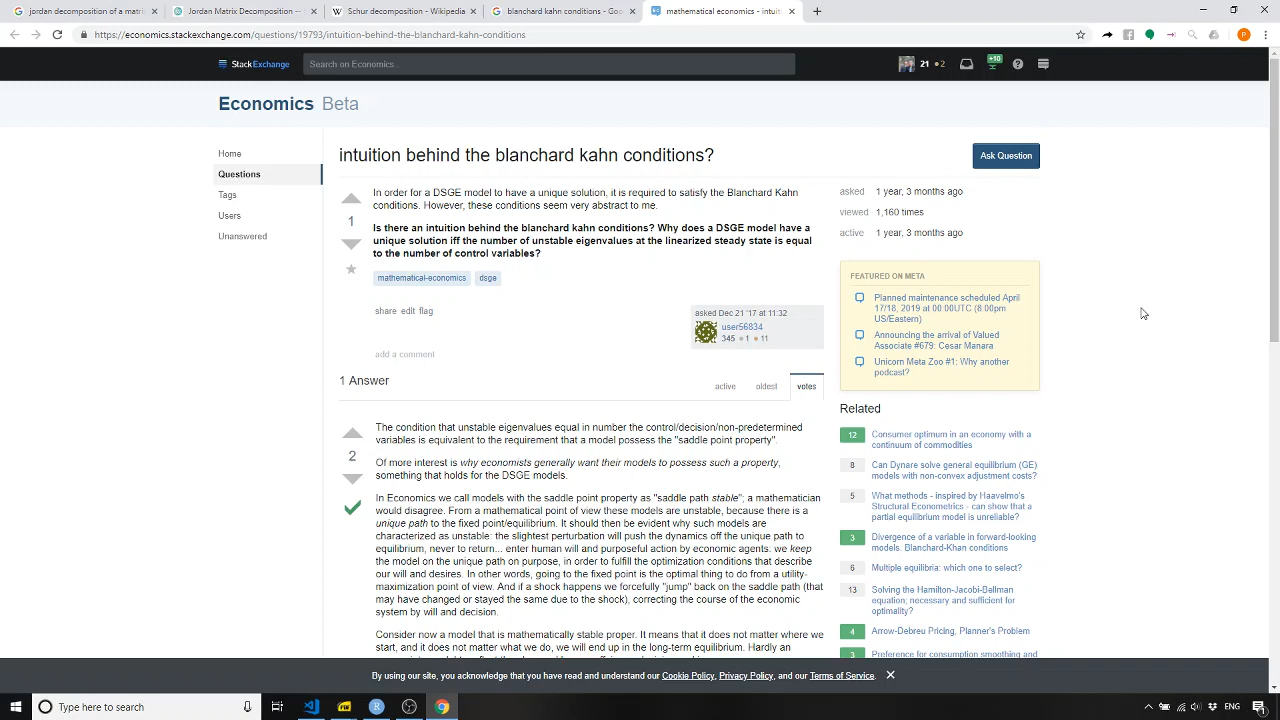 jordan decomposition of a matri
Jordan Matrix Decomposition --
Schur decomposition - Wikipedia
blanchard kahn conditions - Goo
mathematical economics - intuiti
https://economics.stackexchange.com/questions/19793/intuition-behind-the-blanchard-kahn-conditions
P
StackExchange
Search on Economics...
21 2
+10
Economics Beta
Home
Questions
Tags
Users
Unanswered
intuition behind the blanchard kahn conditions?
Ask Question
1
In order for a DSGE model to have a unique solution, it is required to satisfy the Blanchard Kahn
conditions. However, these conditions seem very abstract to me.
Is there an intuition behind the blanchard kahn conditions? Why does a DSGE model have a
unique solution iff the number of unstable eigenvalues at the linearized steady state is equal
to the number of control variables?
mathematical-economics dsge
share edit flag
asked Dec 21 '17 at 11:32
user56834
345 1 11
add a comment
asked 1 year, 3 months ago
viewed 1,160 times
active 1 year, 3 months ago
FEATURED ON META
Planned maintenance scheduled April
17/18, 2019 at 00:00UTC (8:00pm
US/Eastern)
Announcing the arrival of Valued
Associate #679: Cesar Manara
Unicorn Meta Zoo #1: Why another
podcast?
1 Answer
active oldest votes
2
The condition that unstable eigenvalues equal in number the control/decision/non-predetermined
variables is equivalent to the requirement that a model possess the "saddle point property".
Of more interest is why economists generally want their models to possess such a property,
something that holds for the DSGE models.
In Economics we call models with the saddle point property as "saddle path stable"; a mathematician
would disagree. From a mathematical point of view these models are unstable, because there is a
unique path to the fixed point/equilibrium. It should then be evident why such models are
characterized as unstable: the slightest perturbation will push the dynamics off the unique path to
equilibrium, never to return... enter human will and purposeful action by economic agents: we keep
the model on the unique path on purpose, in order to fulfill the optimization conditions that describe
our will and desires. In other words, going to the fixed point is the optimal thing to do from a utility-
maximization point of view. And if a shock happens we forcefully "jump" back on the saddle path (that
may have changed or stayed the same due to the shock), correcting the course of the economic
system by will and decision.
Consider now a model that is mathematically stable proper. It means that it does not matter where we
start, and it does not matter what we do, we will end up in the long-term equilibrium. Hardly an
Related
12 Consumer optimum in an economy with a
continuum of commodities
8 Can Dynare solve general equilibrium (GE)
models with non-convex adjustment costs?
5 What methods - inspired by Haavelmo's
Structural Econometrics - can show that a
partial equilibrium model is unreliable?
3 Divergence of a variable in forward-looking
models. Blanchard-Khan conditions
6 Multiple equilibria: which one to select?
13 Solving the Hamilton-Jacobi-Bellman
equation; necessary and sufficient for
optimality?
4 Arrow-Debreu Pricing, Planner's Problem
3 Preference for consumption smoothing and
By using our site, you acknowledge that you have read and understand our Cookie Policy, Privacy Policy, and our Terms of Service.
Type here to search
ENG